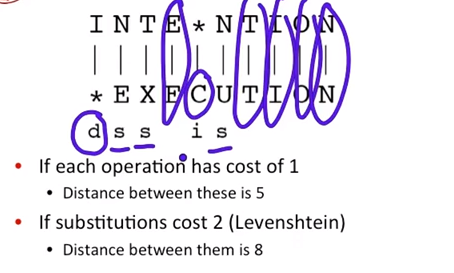 I N T E * N T I O N
| | | | | | | | | |
* E X E C U T I O N
d s s i s
• If each operation has cost of 1
• Distance between these is 5
• If substitutions cost 2 (Levenshtein)
• Distance between them is 8